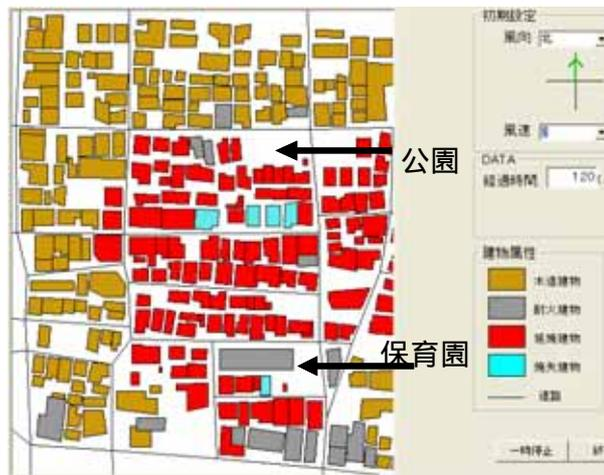 初期設定
風向 北
風速
DATA
経過時間 120
公園
建物属性
木造建物
耐火建物
延焼建物
焼失建物
道路
保育園
一時停止